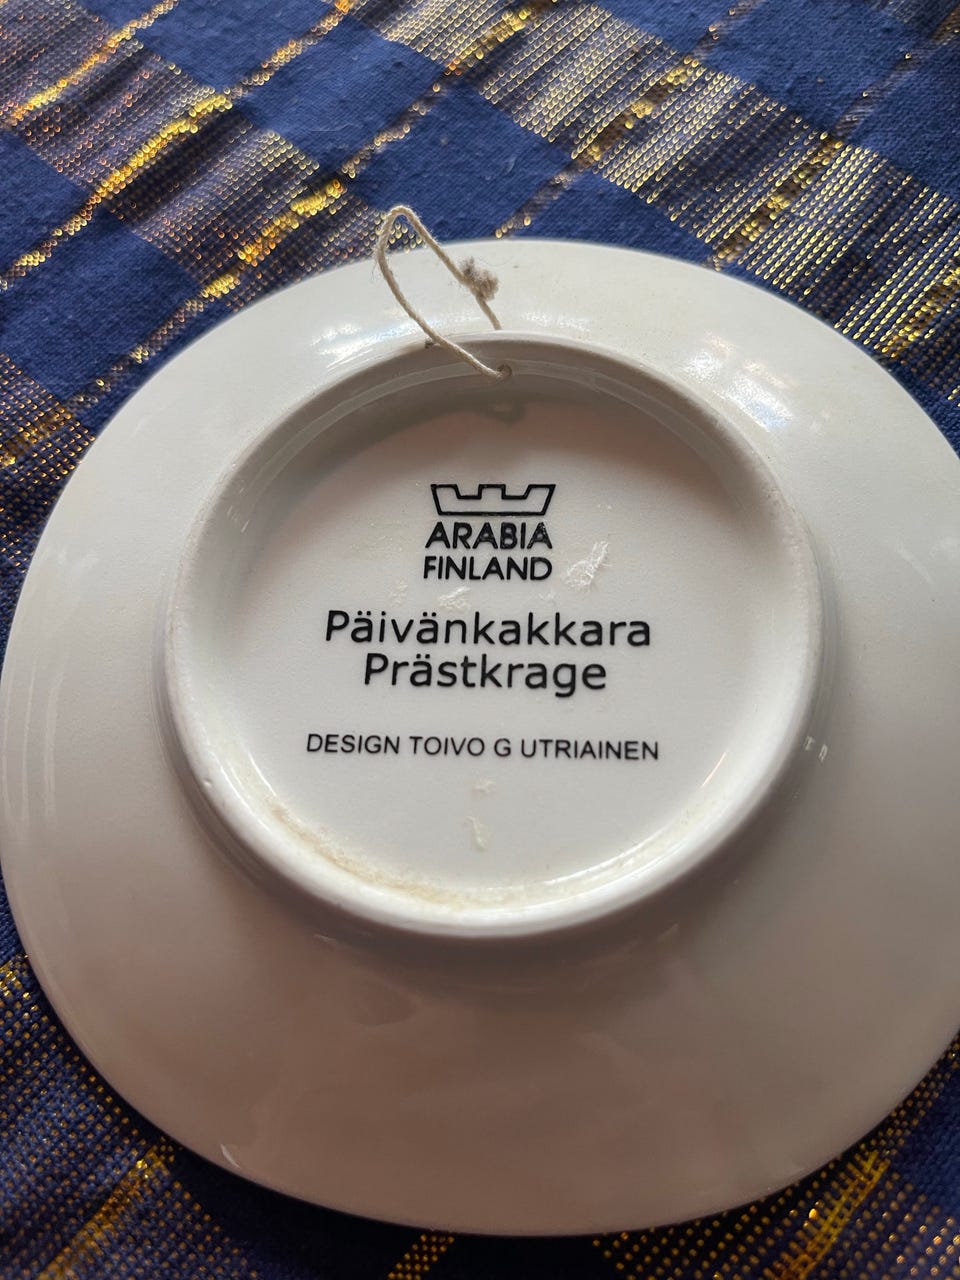 ARABIA
FINLAND
Päivänkakkara
Prästkrage
DESIGN TOIVO G UTRIAINEN